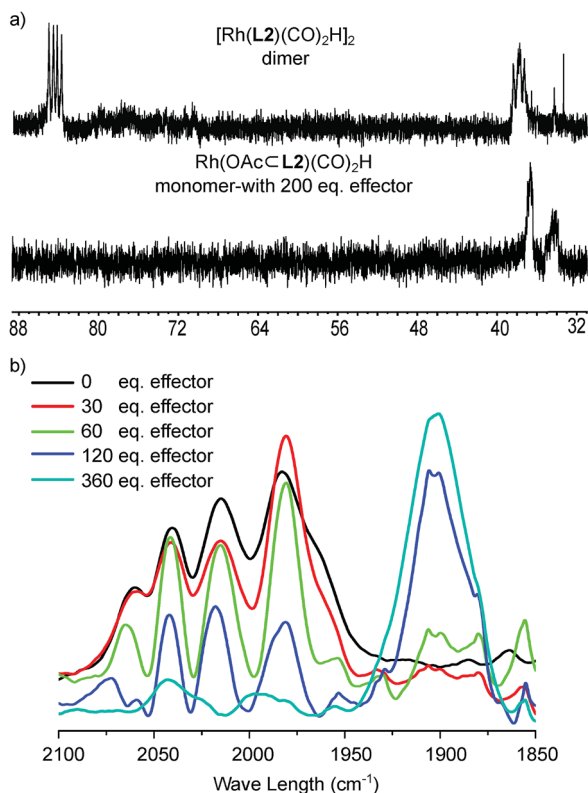 a)
[Rh(L2)(CO)2H]2
dimer
Rh(OAc⊂L2)(CO)2H
monomer-with 200 eq. effector
88 80 72 64 56 48 40 32
b)
0 eq. effector
30 eq. effector
60 eq. effector
120 eq. effector
360 eq. effector
2100 2050 2000 1950 1900 1850
Wave Length (cm-1)